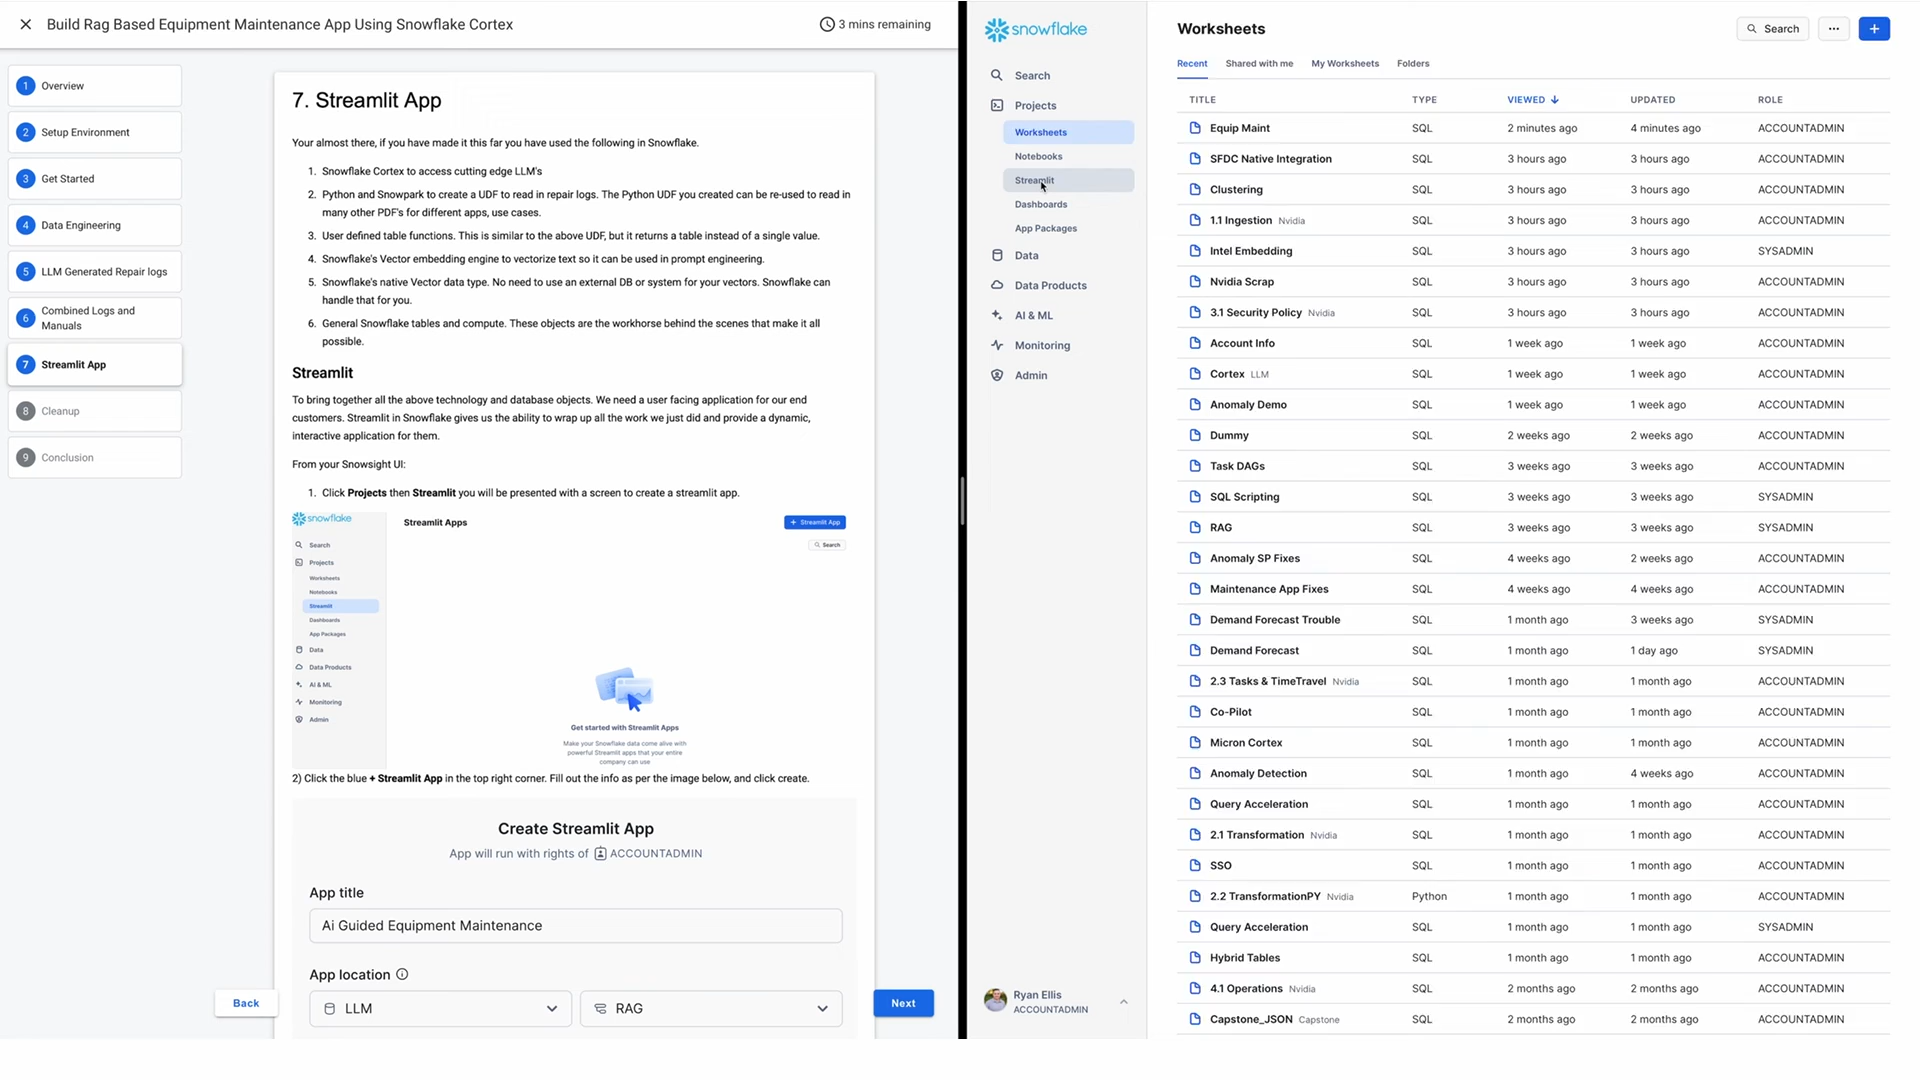 Build Rag Based Equipment Maintenance App Using Snowflake Cortex
3 mins remaining
1 Overview
2 Setup Environment
3 Get Started
4 Data Engineering
5 LLM Generated Repair logs
6 Combined Logs and
Manuals
7 Streamlit App
8 Cleanup
9 Conclusion
7. Streamlit App
Your almost there, if you have made it this far you have used the following in Snowflake.
1. Snowflake Cortex to access cutting edge LLM's
2. Python and Snowpark to create a UDF to read in repair logs. The Python UDF you created can be re-used to read in
many other PDF's for different apps, use cases.
3. User defined table functions. This is similar to the above UDF, but it returns a table instead of a single value.
4. Snowflake's Vector embedding engine to vectorize text so it can be used in prompt engineering.
5. Snowflake's native Vector data type. No need to use an external DB or system for your vectors. Snowflake can
handle that for you.
6. General Snowflake tables and compute. These objects are the workhorse behind the scenes that make it all
possible.
Streamlit
To bring together all the above technology and database objects. We need a user facing application for our end
customers. Streamlit in Snowflake gives us the ability to wrap up all the work we just did and provide a dynamic,
interactive application for them.
From your Snowsight UI:
1. Click Projects then Streamlit you will be presented with a screen to create a streamlit app.
snowflake
Search
Projects
Worksheets
Notebooks
Streamlit
Dashboards
App Packages
Data
Data Products
AI & ML
Monitoring
Admin
Streamlit Apps
+ Streamlit App
Search
Get started with Streamlit Apps
Make your Snowflake data come alive with
powerful Streamlit apps that your entire
company can use
2) Click the blue + Streamlit App in the top right corner. Fill out the info as per the image below, and click create.
Create Streamlit App
App will run with rights of ACCOUNTADMIN
App title
Ai Guided Equipment Maintenance
App location
LLM RAG
Back
Next
snowflake
Search
Projects
Worksheets
Notebooks
Streamlit
Dashboards
App Packages
Data
Data Products
AI & ML
Monitoring
Admin
Ryan Ellis
ACCOUNTADMIN
Worksheets
Search ... +
Recent Shared with me My Worksheets Folders
TITLE TYPE VIEWED ↓ UPDATED ROLE
Equip Maint SQL 2 minutes ago 4 minutes ago ACCOUNTADMIN
SFDC Native Integration SQL 3 hours ago 3 hours ago ACCOUNTADMIN
Clustering SQL 3 hours ago 3 hours ago ACCOUNTADMIN
1.1 Ingestion Nvidia SQL 3 hours ago 3 hours ago ACCOUNTADMIN
Intel Embedding SQL 3 hours ago 3 hours ago SYSADMIN
Nvidia Scrap SQL 3 hours ago 3 hours ago ACCOUNTADMIN
3.1 Security Policy Nvidia SQL 3 hours ago 3 hours ago ACCOUNTADMIN
Account Info SQL 1 week ago 1 week ago ACCOUNTADMIN
Cortex LLM SQL 1 week ago 1 week ago ACCOUNTADMIN
Anomaly Demo SQL 1 week ago 1 week ago ACCOUNTADMIN
Dummy SQL 2 weeks ago 2 weeks ago ACCOUNTADMIN
Task DAGs SQL 3 weeks ago 3 weeks ago ACCOUNTADMIN
SQL Scripting SQL 3 weeks ago 3 weeks ago SYSADMIN
RAG SQL 3 weeks ago 3 weeks ago SYSADMIN
Anomaly SP Fixes SQL 4 weeks ago 2 weeks ago ACCOUNTADMIN
Maintenance App Fixes SQL 4 weeks ago 4 weeks ago ACCOUNTADMIN
Demand Forecast Trouble SQL 1 month ago 3 weeks ago SYSADMIN
Demand Forecast SQL 1 month ago 1 day ago SYSADMIN
2.3 Tasks & TimeTravel Nvidia SQL 1 month ago 1 month ago ACCOUNTADMIN
Co-Pilot SQL 1 month ago 1 month ago ACCOUNTADMIN
Micron Cortex SQL 1 month ago 1 month ago ACCOUNTADMIN
Anomaly Detection SQL 1 month ago 4 weeks ago ACCOUNTADMIN
Query Acceleration SQL 1 month ago 1 month ago ACCOUNTADMIN
2.1 Transformation Nvidia SQL 1 month ago 1 month ago ACCOUNTADMIN
SSO SQL 1 month ago 1 month ago ACCOUNTADMIN
2.2 TransformationPY Nvidia Python 1 month ago 1 month ago ACCOUNTADMIN
Query Acceleration SQL 1 month ago 1 month ago SYSADMIN
Hybrid Tables SQL 1 month ago 1 month ago ACCOUNTADMIN
4.1 Operations Nvidia SQL 2 months ago 2 months ago ACCOUNTADMIN
Capstone_JSON Capstone SQL 2 months ago 2 months ago ACCOUNTADMIN